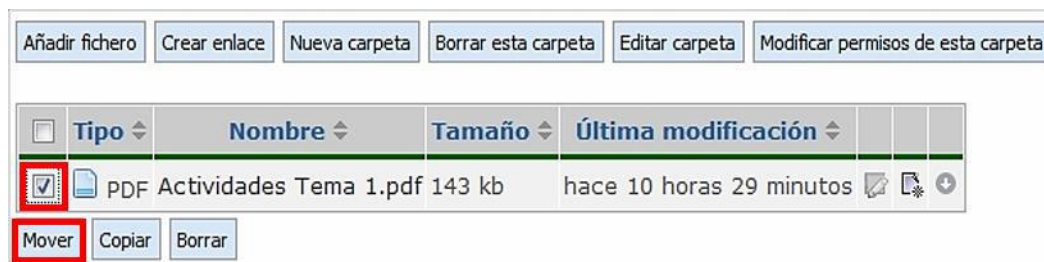 Añadir fichero Crear enlace Nueva carpeta Borrar esta carpeta Editar carpeta Modificar permisos de esta carpeta
Tipo Nombre Tamaño Última modificación
PDF Actividades Tema 1.pdf 143 kb hace 10 horas 29 minutos
Mover Copiar Borrar